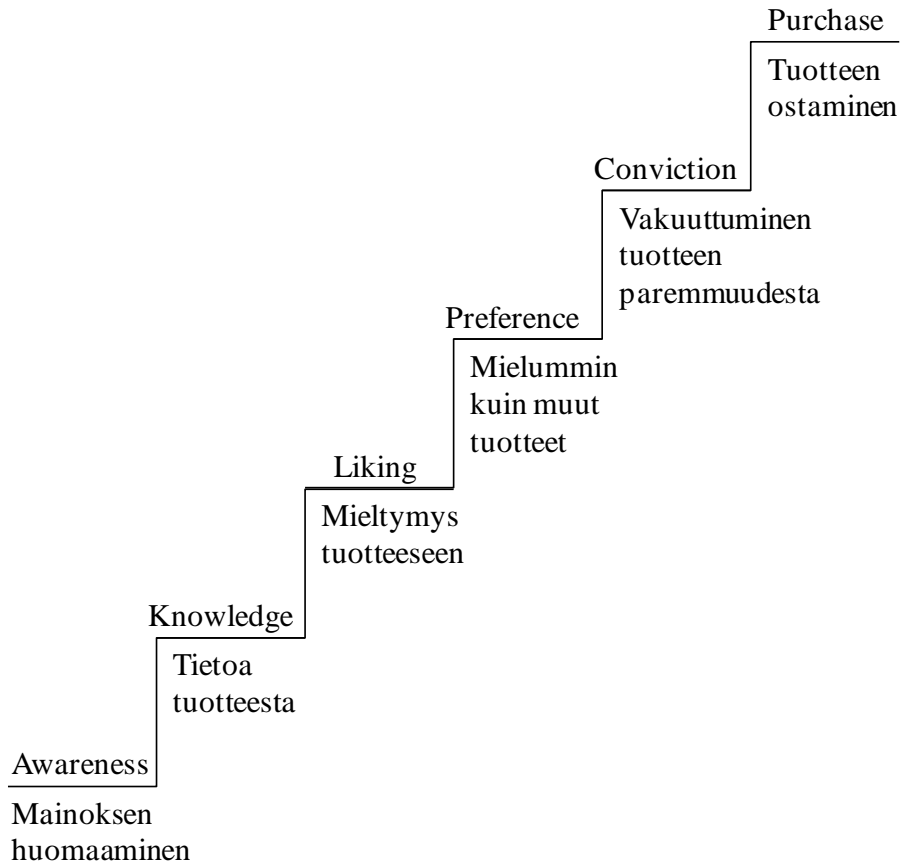 Purchase
Tuotteen
ostaminen
Conviction
Vakuuttuminen
tuotteen
paremmuudesta
Preference
Mielummin
kuin muut
tuotteet
Liking
Mieltymys
tuotteeseen
Knowledge
Tietoa
tuotteesta
Awareness
Mainoksen
huomaaminen